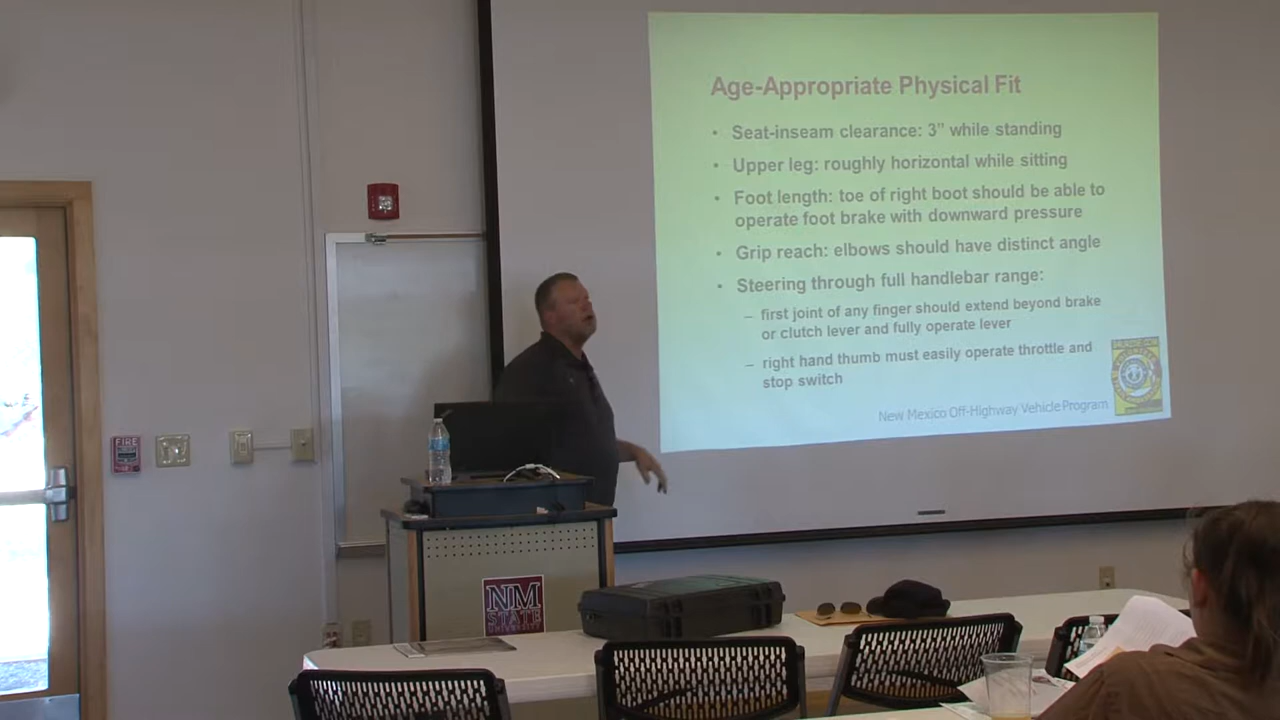 Age-Appropriate Physical Fit
• Seat-inseam clearance: 3" while standing
• Upper leg: roughly horizontal while sitting
• Foot length: toe of right boot should be able to
operate foot brake with downward pressure
• Grip reach: elbows should have distinct angle
• Steering through full handlebar range:
– first joint of any finger should extend beyond brake
or clutch lever and fully operate lever
– right hand thumb must easily operate throttle and
stop switch
New Mexico Off-Highway Vehicle Program
FIRE
NM
STATE